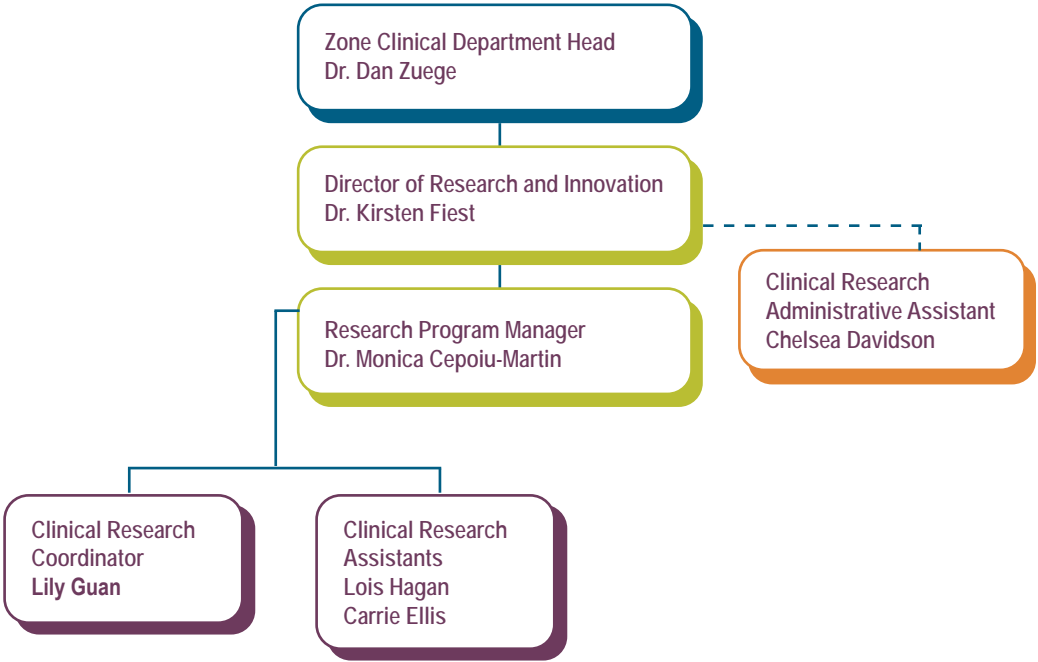 Zone Clinical Department Head
Dr. Dan Zuege
Director of Research and Innovation
Dr. Kirsten Fiest
Clinical Research
Administrative Assistant
Chelsea Davidson
Research Program Manager
Dr. Monica Cepoiu-Martin
Clinical Research
Coordinator
Lily Guan
Clinical Research
Assistants
Lois Hagan
Carrie Ellis